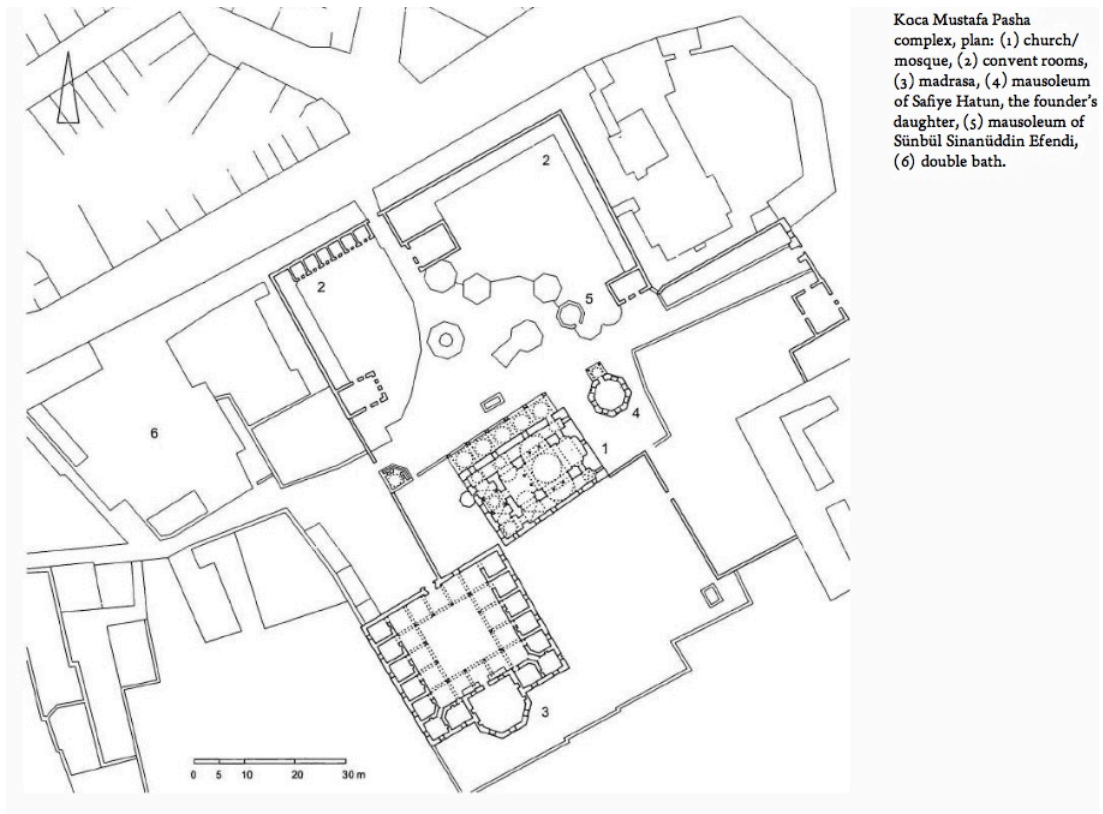 Koca Mustafa Pasha
complex, plan: (1) church/
mosque, (2) convent rooms,
(3) madrasa, (4) mausoleum
of Safiye Hatun, the founder's
daughter, (5) mausoleum of
Sünbül Sinanüddin Efendi,
(6) double bath.
2
2
5
4
6
1
3
0 5 10 20 30 m